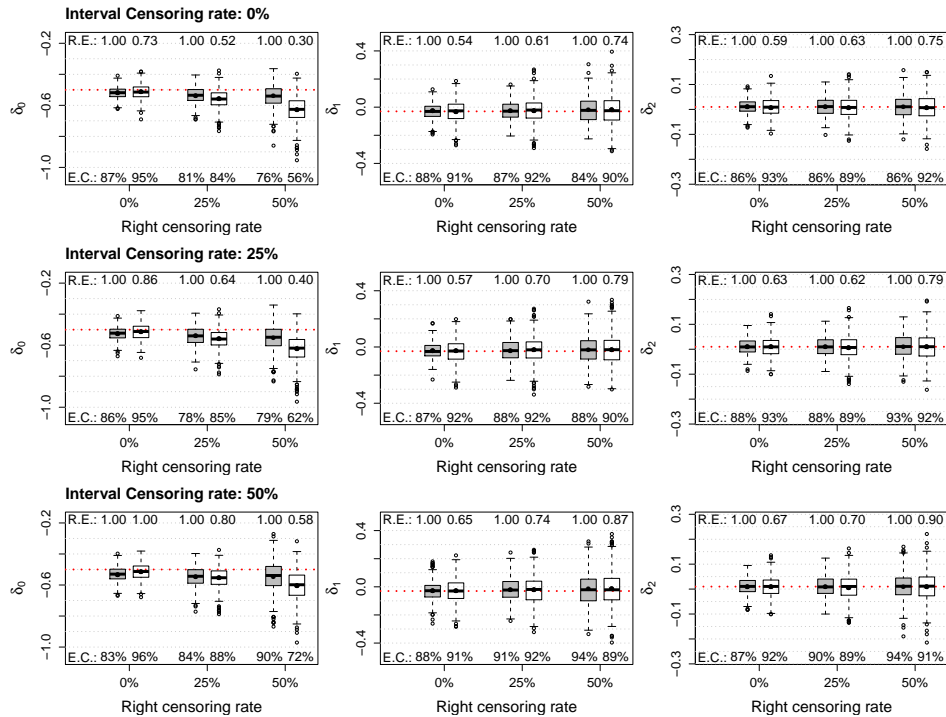 Interval Censoring rate: 0%
R.E.: 1.00 0.73 1.00 0.52 1.00 0.30
E.C.: 87% 95% 81% 84% 76% 56%
−0.2
−0.6
−1.0
δ0
0% 25% 50%
Right censoring rate
R.E.: 1.00 0.54 1.00 0.61 1.00 0.74
E.C.: 88% 91% 87% 92% 84% 90%
0.4
0.0
−0.4
δ1
0% 25% 50%
Right censoring rate
R.E.: 1.00 0.59 1.00 0.63 1.00 0.75
E.C.: 86% 93% 86% 89% 86% 92%
0.3
0.1
−0.1
−0.3
δ2
0% 25% 50%
Right censoring rate
Interval Censoring rate: 25%
R.E.: 1.00 0.86 1.00 0.64 1.00 0.40
E.C.: 86% 95% 78% 85% 79% 62%
−0.2
−0.6
−1.0
δ0
0% 25% 50%
Right censoring rate
R.E.: 1.00 0.57 1.00 0.70 1.00 0.79
E.C.: 87% 92% 88% 92% 88% 90%
0.4
0.0
−0.4
δ1
0% 25% 50%
Right censoring rate
R.E.: 1.00 0.63 1.00 0.62 1.00 0.79
E.C.: 88% 93% 88% 89% 93% 92%
0.3
0.1
−0.1
−0.3
δ2
0% 25% 50%
Right censoring rate
Interval Censoring rate: 50%
R.E.: 1.00 1.00 1.00 0.80 1.00 0.58
E.C.: 83% 96% 84% 88% 90% 72%
−0.2
−0.6
−1.0
δ0
0% 25% 50%
Right censoring rate
R.E.: 1.00 0.65 1.00 0.74 1.00 0.87
E.C.: 88% 91% 91% 92% 94% 89%
0.4
0.0
−0.4
δ1
0% 25% 50%
Right censoring rate
R.E.: 1.00 0.67 1.00 0.70 1.00 0.90
E.C.: 87% 92% 90% 89% 94% 91%
0.3
0.1
−0.1
−0.3
δ2
0% 25% 50%
Right censoring rate